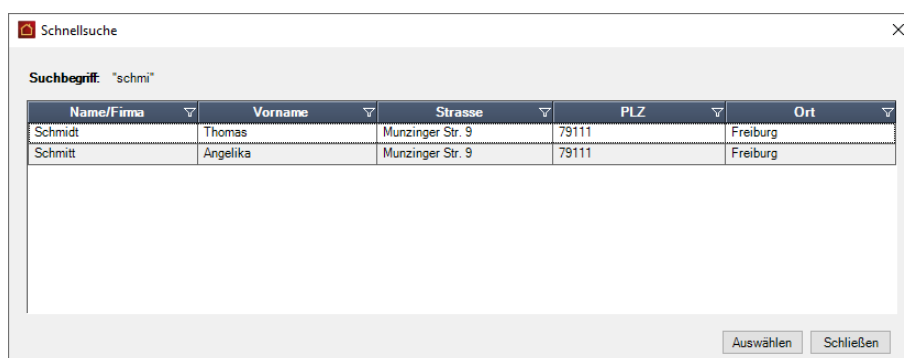 Schnellsuche
Suchbegriff: "schmi"
Name/Firma Vorname Strasse PLZ Ort
Schmidt Thomas Munzinger Str. 9 79111 Freiburg
Schmitt Angelika Munzinger Str. 9 79111 Freiburg
Auswählen Schließen